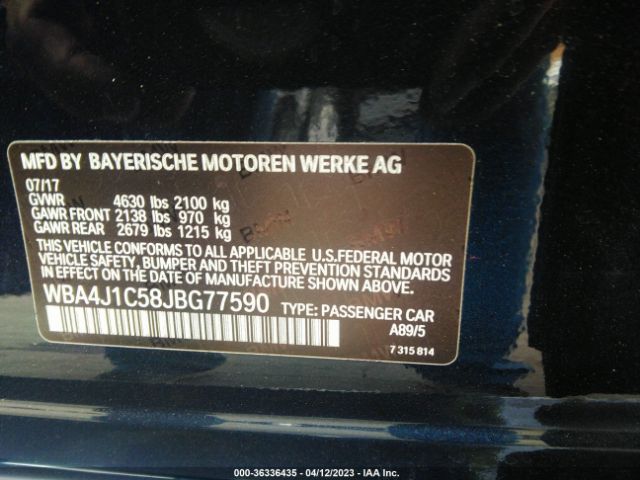 MFD BY BAYERISCHE MOTOREN WERKE AG
07/17
GVWR 4630 lbs 2100 kg
GAWR FRONT 2138 lbs 970 kg
GAWR REAR 2679 lbs 1215 kg
THIS VEHICLE CONFORMS TO ALL APPLICABLE U.S.FEDERAL MOTOR
VEHICLE SAFETY, BUMPER AND THEFT PREVENTION STANDARDS IN
EFFECT ON THE DATE OF MANUFACTURE SHOWN ABOVE.
WBA4J1C58JBG77590 TYPE: PASSENGER CAR
A89/5
7 315 814
000-36336435 - 04/12/2023 - IAA Inc.